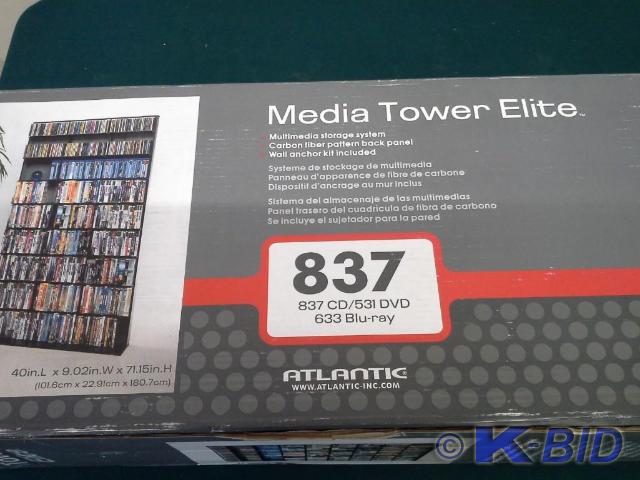 Media Tower Elite™
Multimedia storage system
Carbon fiber pattern back panel
Wall anchor kit included
Systeme de stockage de multimedia
Panneau d'apparence de fibre de carbone
Dispositif d'ancrage au mur inclus
Sistema del almacenaje de las multimedias
Panel trasero del cuadricula de fibra de carbono
Se incluye el sujetador para la pared
837
837 CD/531 DVD
633 Blu-ray
40in.L x 9.02in.W x 71.15in.H
(101.6cm x 22.91cm x 180.7cm)
ATLANTIC
WWW.ATLANTIC-INC.COM
© K-BID